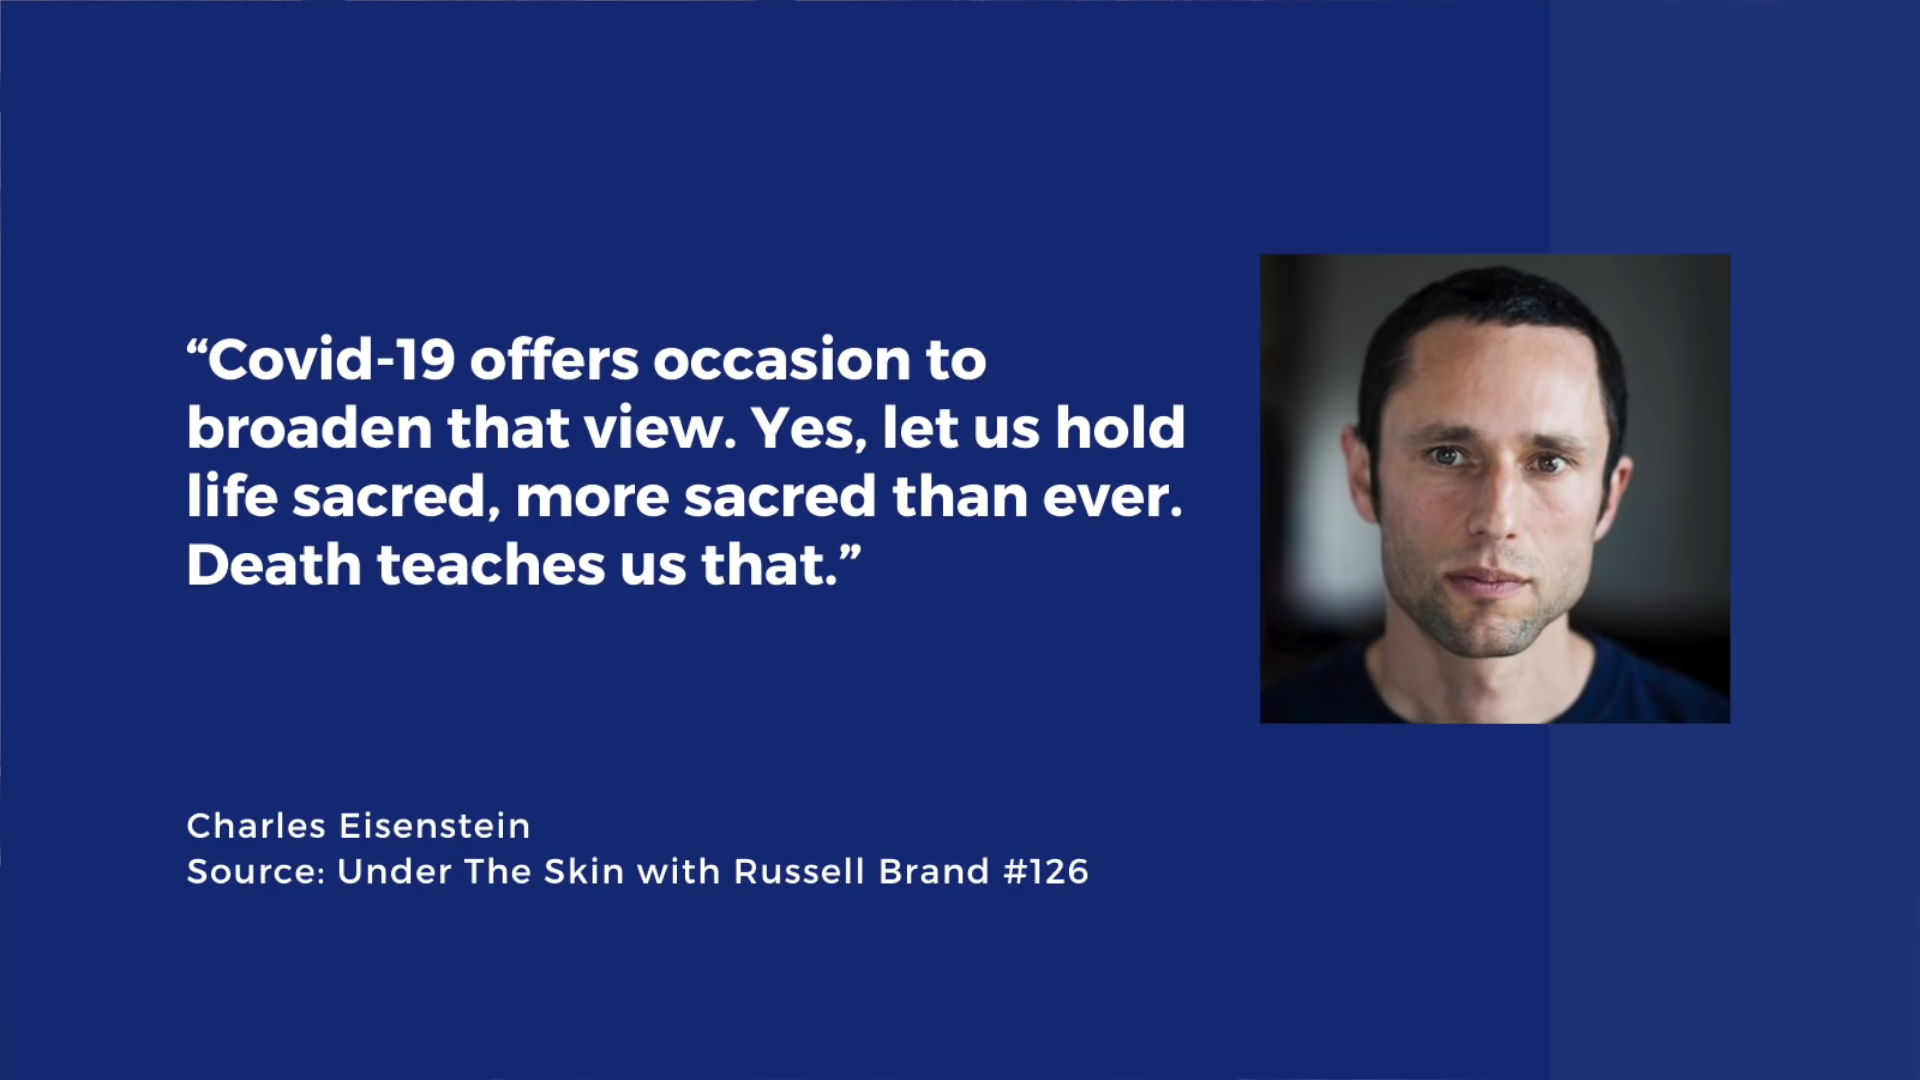 “Covid-19 offers occasion to
broaden that view. Yes, let us hold
life sacred, more sacred than ever.
Death teaches us that.”
Charles Eisenstein
Source: Under The Skin with Russell Brand #126